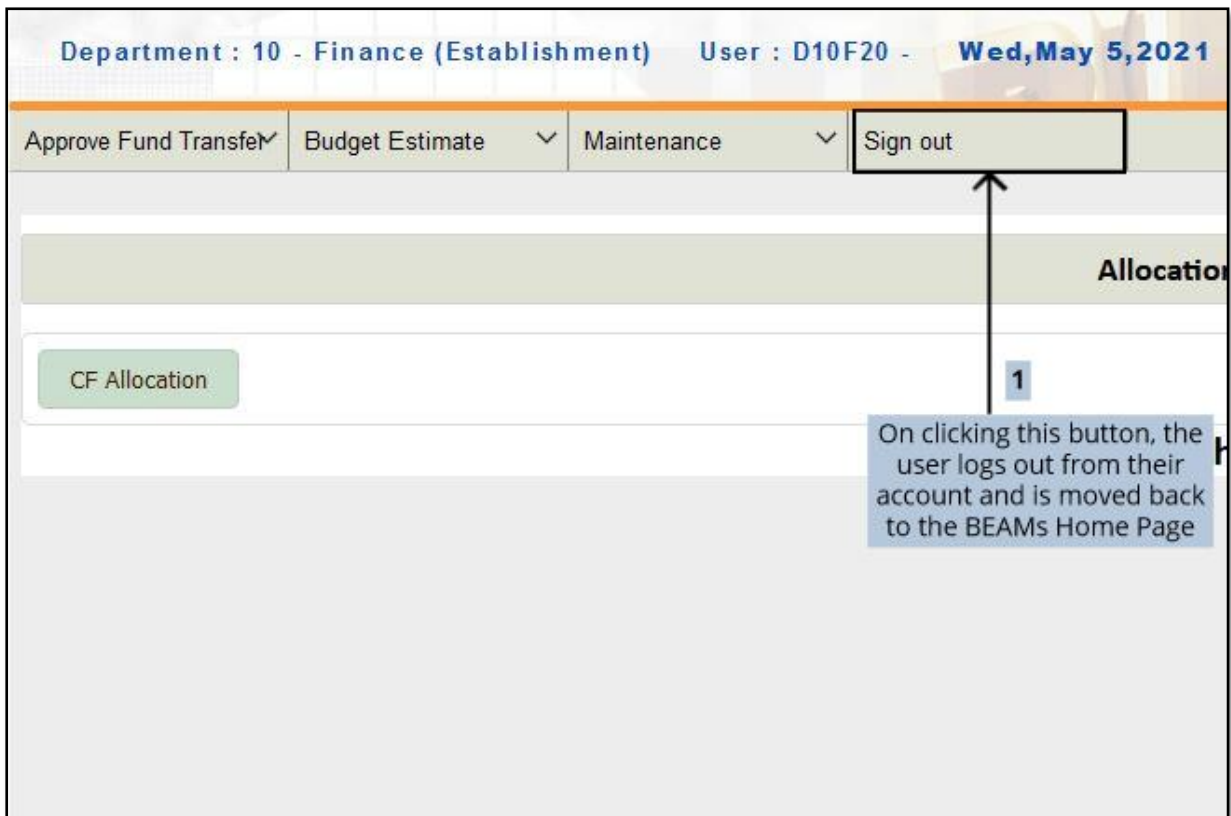 Department : 10 - Finance (Establishment) User : D10F20 - Wed,May 5,2021
Approve Fund Transfer Budget Estimate Maintenance Sign out
Allocation
CF Allocation
1
On clicking this button, the
user logs out from their
account and is moved back
to the BEAMs Home Page